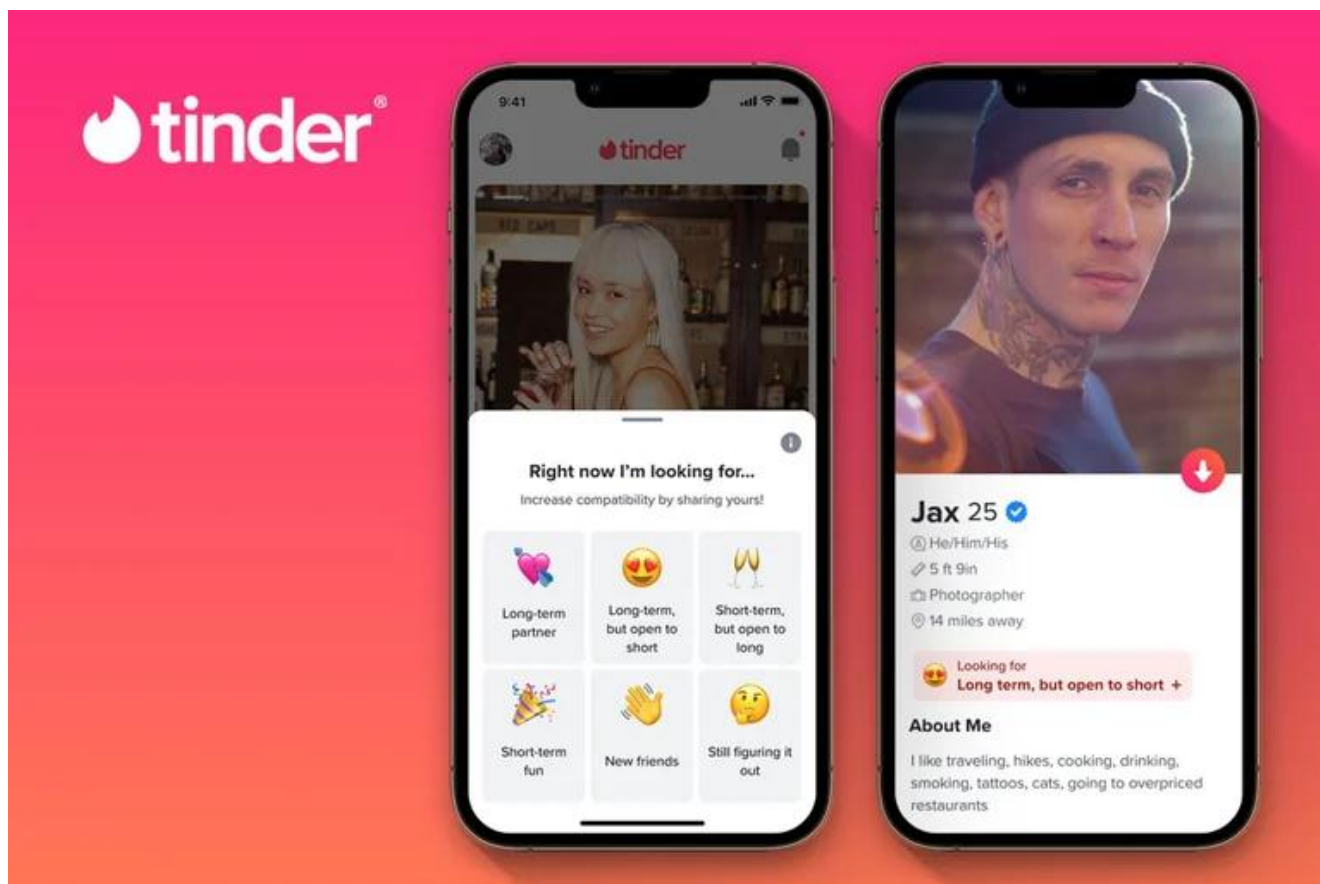 tinder®
9:41
tinder
RED CAPS
Right now I'm looking for...
Increase compatibility by sharing yours!
Long-term
partner
Long-term,
but open to
short
Short-term,
but open to
long
Short-term
fun
New friends
Still figuring it
out
Jax 25
He/Him/His
5 ft 9in
Photographer
14 miles away
Looking for
Long term, but open to short +
About Me
I like traveling, hikes, cooking, drinking,
smoking, tattoos, cats, going to overpriced
restaurants